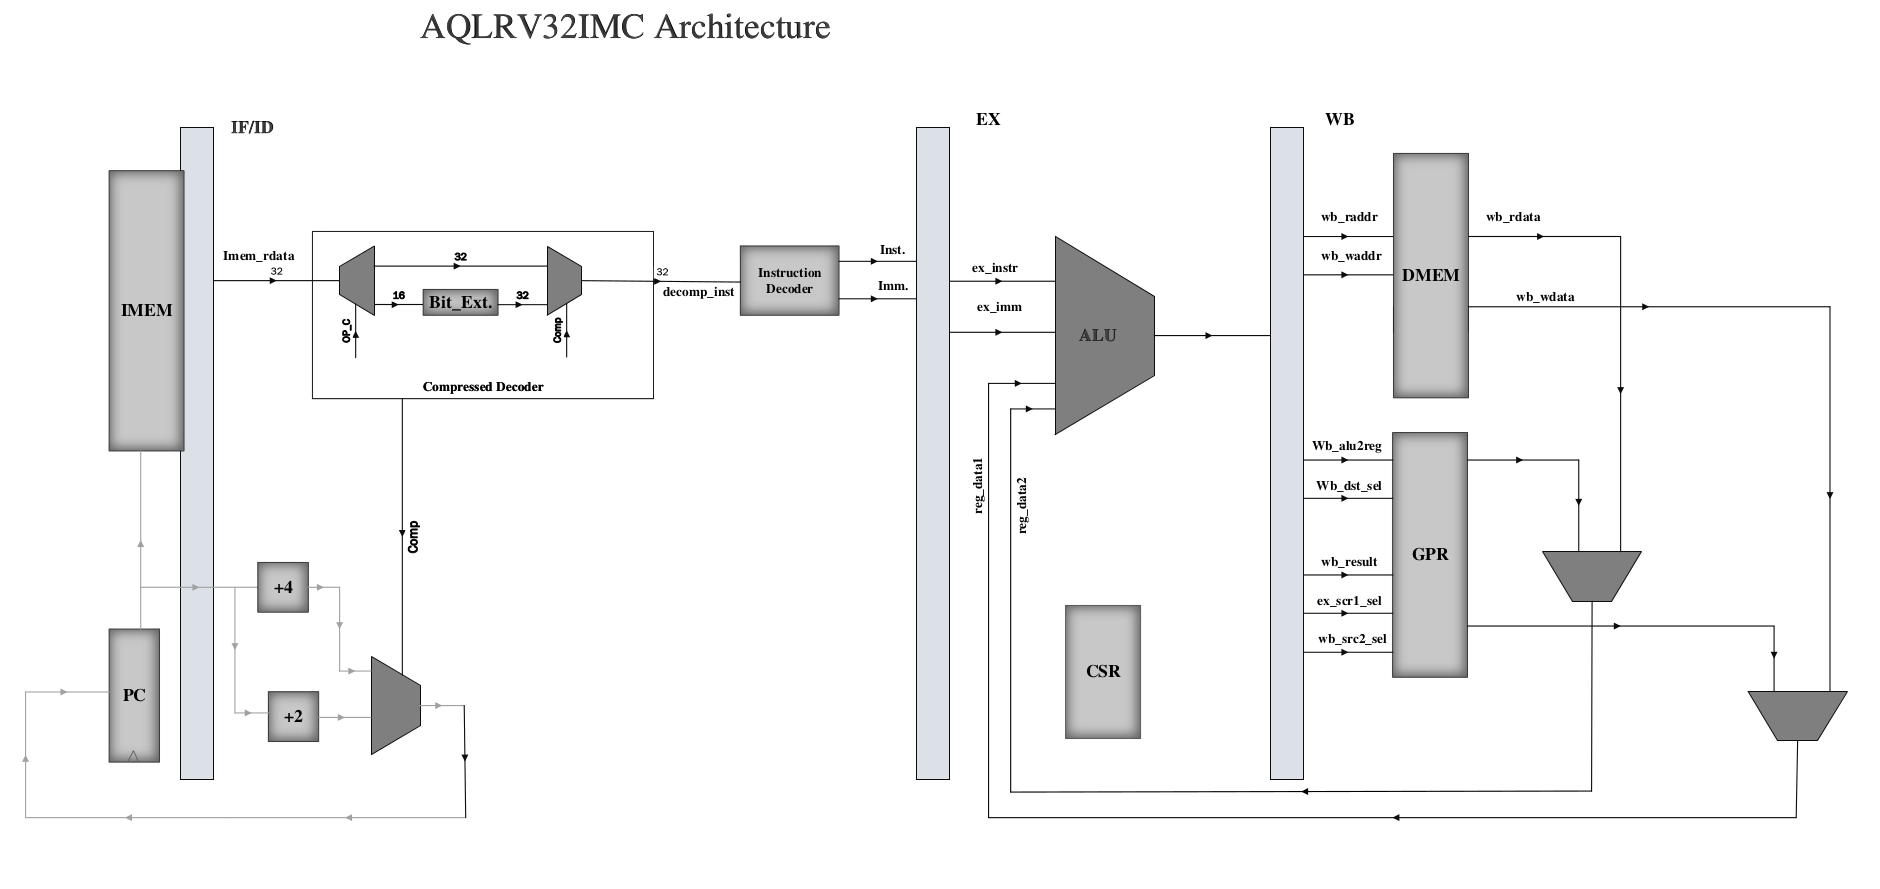 AQLRV32IMC Architecture
IF/ID
EX
WB
IMEM
Imem_rdata
32
32
16
Bit_Ext.
32
OP_C
Comp
Compressed Decoder
32
decomp_inst
Instruction
Decoder
Inst.
Imm.
ex_instr
ex_imm
ALU
reg_data1
reg_data2
CSR
wb_raddr
wb_waddr
DMEM
wb_rdata
wb_wdata
Wb_alu2reg
Wb_dst_sel
wb_result
ex_scr1_sel
wb_src2_sel
GPR
Comp
+4
+2
PC